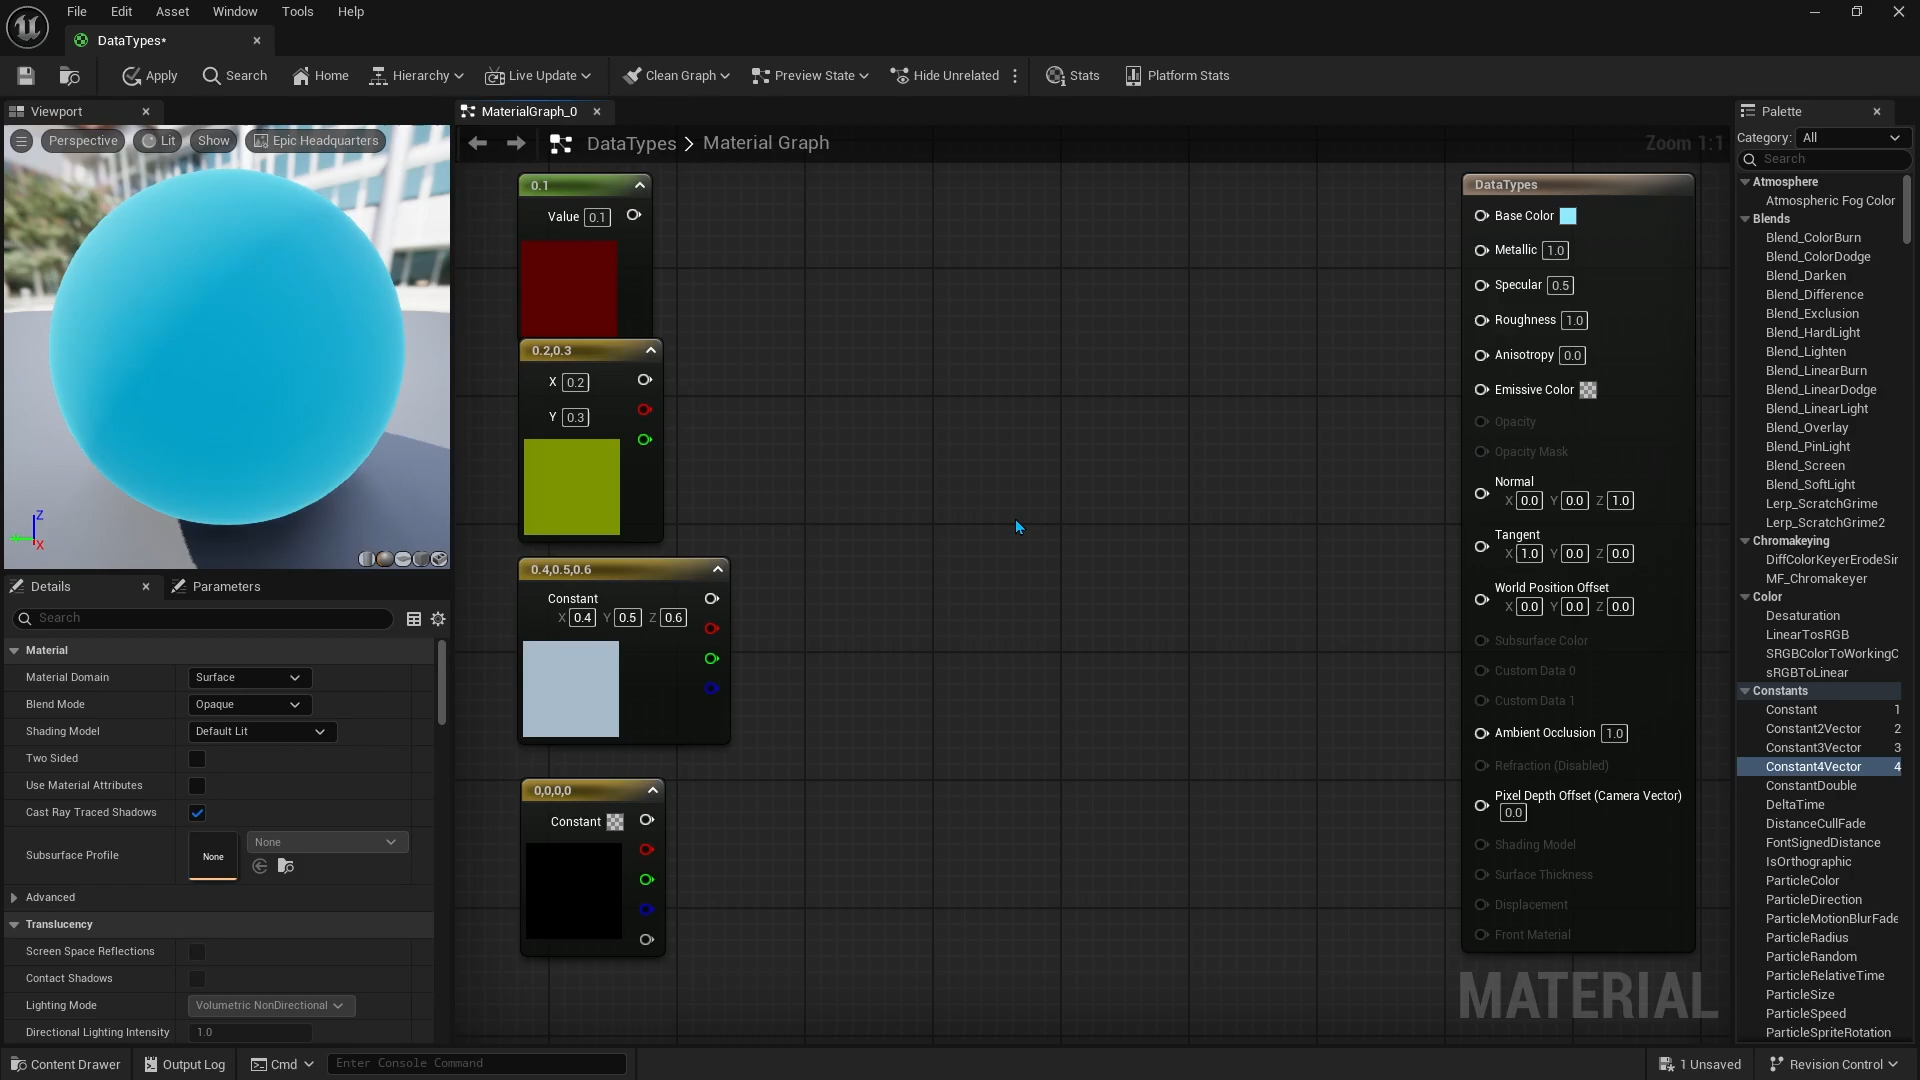 File Edit Asset Window Tools Help
DataTypes*
Apply Search Home Hierarchy Live Update Clean Graph Preview State Hide Unrelated Stats Platform Stats
Viewport
Perspective Lit Show Epic Headquarters
Z
X
MaterialGraph_0
DataTypes > Material Graph
Zoom 1:1
0.1
Value 0.1
0.2,0.3
X 0.2
Y 0.3
0.4,0.5,0.6
Constant
X 0.4 Y 0.5 Z 0.6
0,0,0,0
Constant
DataTypes
Base Color
Metallic 1.0
Specular 0.5
Roughness 1.0
Anisotropy 0.0
Emissive Color
Opacity
Opacity Mask
Normal
X 0.0 Y 0.0 Z 1.0
Tangent
X 1.0 Y 0.0 Z 0.0
World Position Offset
X 0.0 Y 0.0 Z 0.0
Subsurface Color
Custom Data 0
Custom Data 1
Ambient Occlusion 1.0
Refraction (Disabled)
Pixel Depth Offset (Camera Vector)
0.0
Shading Model
Surface Thickness
Displacement
Front Material
MATERIAL
Details Parameters
Search
Material
Material Domain Surface
Blend Mode Opaque
Shading Model Default Lit
Two Sided
Use Material Attributes
Cast Ray Traced Shadows
Subsurface Profile None None
Advanced
Translucency
Screen Space Reflections
Contact Shadows
Lighting Mode Volumetric NonDirectional
Directional Lighting Intensity 1.0
Palette
Category: All
Search
Atmosphere
Atmospheric Fog Color
Blends
Blend_ColorBurn
Blend_ColorDodge
Blend_Darken
Blend_Difference
Blend_Exclusion
Blend_HardLight
Blend_Lighten
Blend_LinearBurn
Blend_LinearDodge
Blend_LinearLight
Blend_Overlay
Blend_PinLight
Blend_Screen
Blend_SoftLight
Lerp_ScratchGrime
Lerp_ScratchGrime2
Chromakeying
DiffColorKeyerErodeSir
MF_Chromakeyer
Color
Desaturation
LinearTosRGB
SRGBColorToWorkingC
sRGBToLinear
Constants
Constant 1
Constant2Vector 2
Constant3Vector 3
Constant4Vector 4
ConstantDouble
DeltaTime
DistanceCullFade
FontSignedDistance
IsOrthographic
ParticleColor
ParticleDirection
ParticleMotionBlurFade
ParticleRadius
ParticleRandom
ParticleRelativeTime
ParticleSize
ParticleSpeed
ParticleSpriteRotation
Content Drawer Output Log Cmd Enter Console Command 1 Unsaved Revision Control